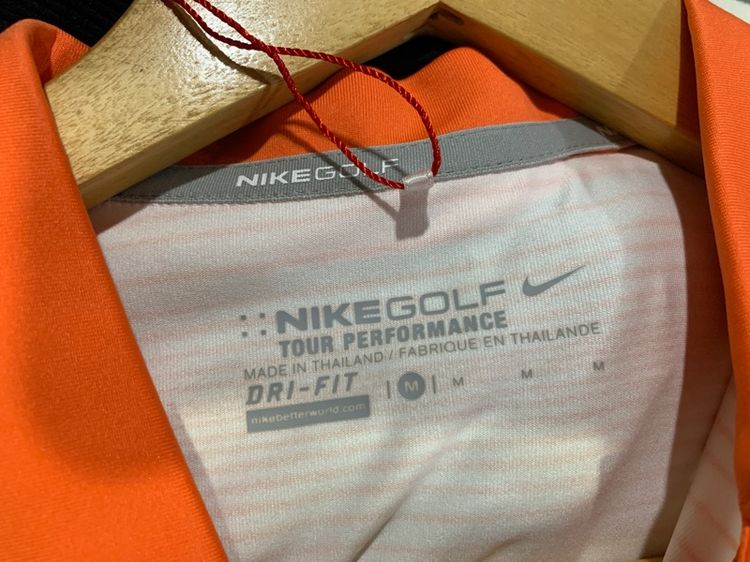 NIKEGOLF
NIKEGOLF
TOUR PERFORMANCE
MADE IN THAILAND / FABRIQUE EN THAILANDE
DRI-FIT | M | M M M
nikebetterworld.com